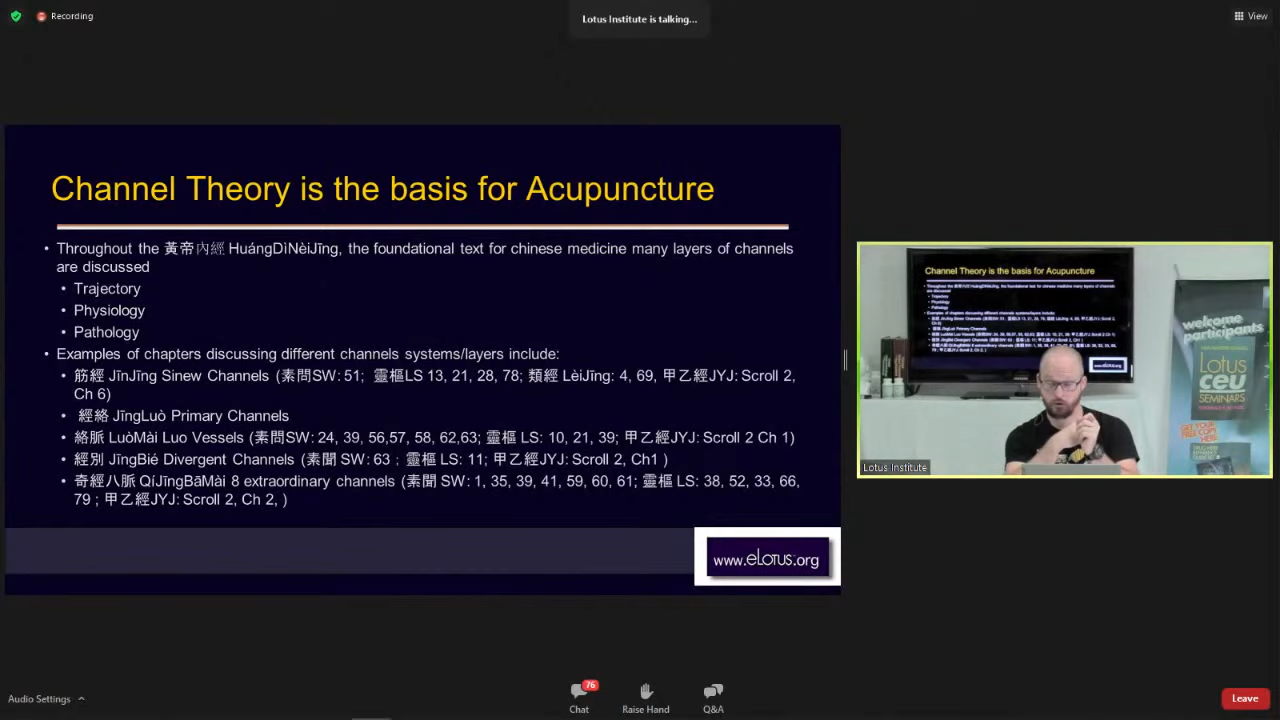 Recording
Lotus Institute is talking...
View
Channel Theory is the basis for Acupuncture
• Throughout the 黃帝內經 HuángDìNèiJīng, the foundational text for chinese medicine many layers of channels
are discussed
• Trajectory
• Physiology
• Pathology
• Examples of chapters discussing different channels systems/layers include:
• 筋經 JīnJīng Sinew Channels (素問SW: 51; 靈樞LS 13, 21, 28, 78; 類經 LèiJīng: 4, 69, 甲乙經JYJ: Scroll 2,
Ch 6)
• 經絡 JīngLuò Primary Channels
• 絡脈 LuòMài Luo Vessels (素問SW: 24, 39, 56,57, 58, 62,63; 靈樞 LS: 10, 21, 39; 甲乙經JYJ: Scroll 2 Ch 1)
• 經別 JīngBié Divergent Channels (素聞 SW: 63 ; 靈樞 LS: 11; 甲乙經JYJ: Scroll 2, Ch1 )
• 奇經八脈 QíJīngBāMài 8 extraordinary channels (素聞 SW: 1, 35, 39, 41, 59, 60, 61; 靈樞 LS: 38, 52, 33, 66,
79 ; 甲乙經JYJ: Scroll 2, Ch 2, )
www.eLotus.org
Channel Theory is the basis for Acupuncture
welcome
participants
LOTUS
CEU
SEMINARS
GET YOUR
FREE COPY
HERE
Lotus Institute
Audio Settings
76
Chat
Raise Hand
Q&A
Leave